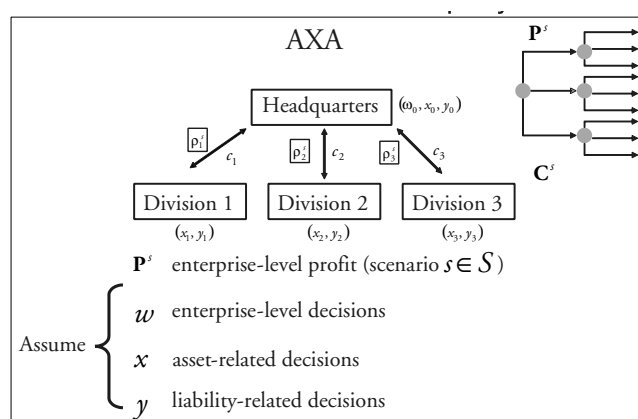 AXA
P^s
Headquarters
(ω₀, x₀, y₀)
ρ₁^s
c₁
ρ₂^s
c₂
ρ₃^s
c₃
C^s
Division 1
Division 2
Division 3
(x₁, y₁)
(x₂, y₂)
(x₃, y₃)
P^s enterprise-level profit (scenario s ∈ S)
w enterprise-level decisions
Assume
x asset-related decisions
y liability-related decisions